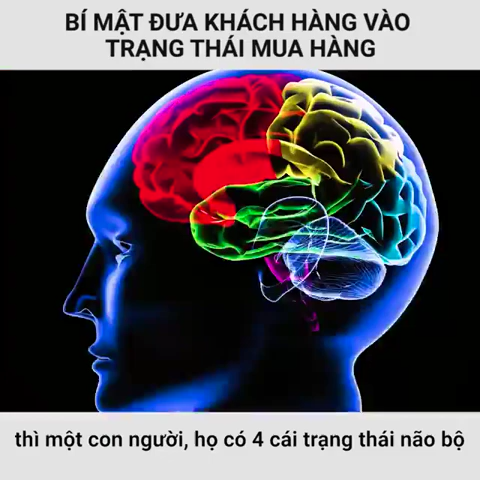 BÍ MẬT ĐƯA KHÁCH HÀNG VÀO
TRẠNG THÁI MUA HÀNG
thì một con người, họ có 4 cái trạng thái não bộ